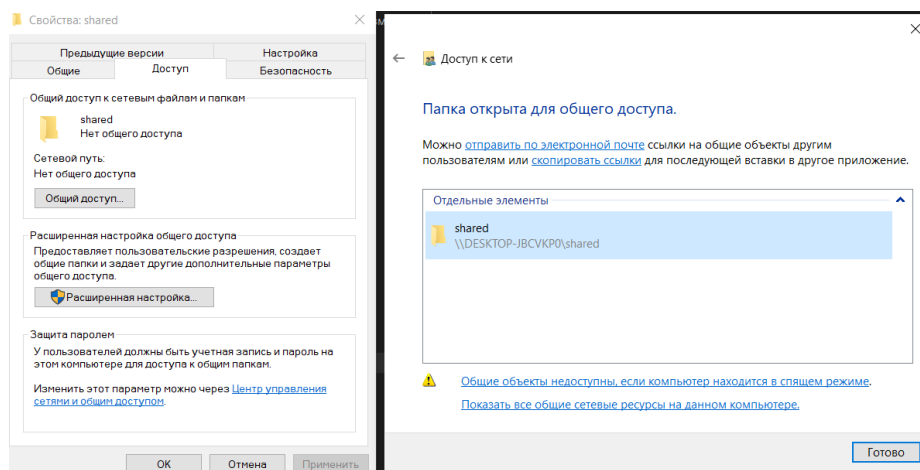 Свойства: shared
Предыдущие версии
Настройка
Общие
Доступ
Безопасность
Общий доступ к сетевым файлам и папкам
shared
Нет общего доступа
Сетевой путь:
Нет общего доступа
Общий доступ...
Расширенная настройка общего доступа
Предоставляет пользовательские разрешения, создает
общие папки и задает другие дополнительные параметры
общего доступа.
Расширенная настройка...
Защита паролем
У пользователей должны быть учетная запись и пароль на
этом компьютере для доступа к общим папкам.
Изменить этот параметр можно через Центр управления
сетями и общим доступом.
ОК
Отмена
Применить
Доступ к сети
Папка открыта для общего доступа.
Можно отправить по электронной почте ссылки на общие объекты другим
пользователям или скопировать ссылки для последующей вставки в другое приложение.
Отдельные элементы
shared
\\DESKTOP-JBCVKP0\shared
Общие объекты недоступны, если компьютер находится в спящем режиме.
Показать все общие сетевые ресурсы на данном компьютере.
Готово